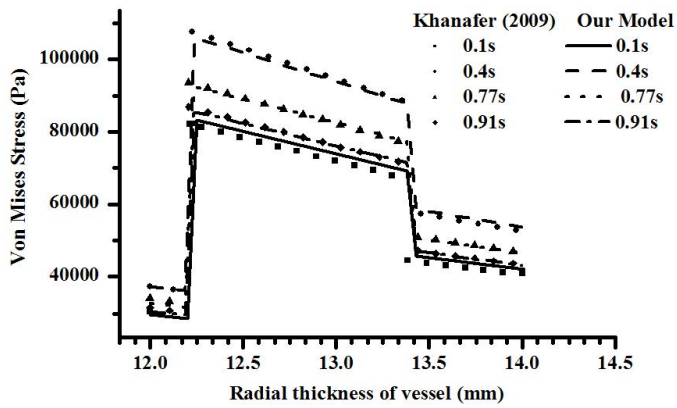 Khanafer (2009) Our Model
0.1s 0.1s
0.4s 0.4s
0.77s 0.77s
0.91s 0.91s
Von Mises Stress (Pa)
100000
80000
60000
40000
12.0 12.5 13.0 13.5 14.0 14.5
Radial thickness of vessel (mm)